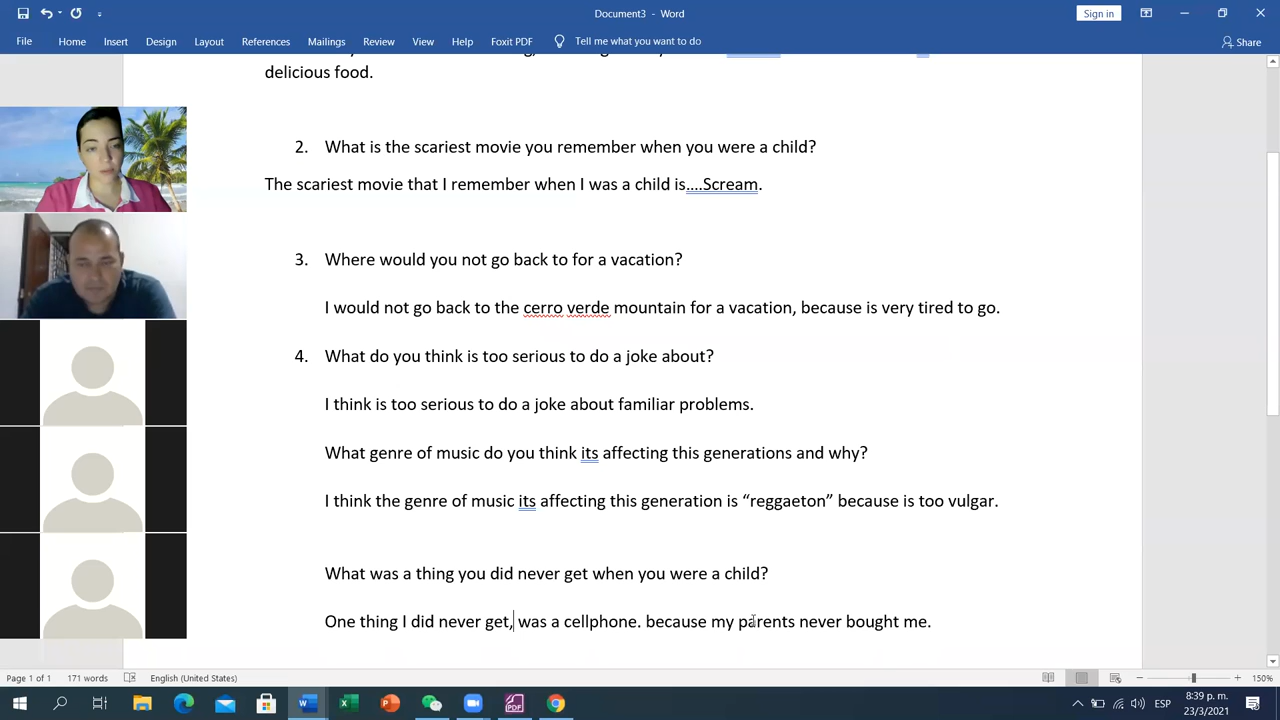 Document3 - Word
Sign in
File Home Insert Design Layout References Mailings Review View Help Foxit PDF Tell me what you want to do
Share
delicious food.
2. What is the scariest movie you remember when you were a child?
The scariest movie that I remember when I was a child is....Scream.
3. Where would you not go back to for a vacation?
I would not go back to the cerro verde mountain for a vacation, because is very tired to go.
4. What do you think is too serious to do a joke about?
I think is too serious to do a joke about familiar problems.
What genre of music do you think its affecting this generations and why?
I think the genre of music its affecting this generation is “reggaeton” because is too vulgar.
What was a thing you did never get when you were a child?
One thing I did never get, was a cellphone. because my parents never bought me.
Page 1 of 1 171 words English (United States) 150%
ESP 8:39 p. m.
23/3/2021